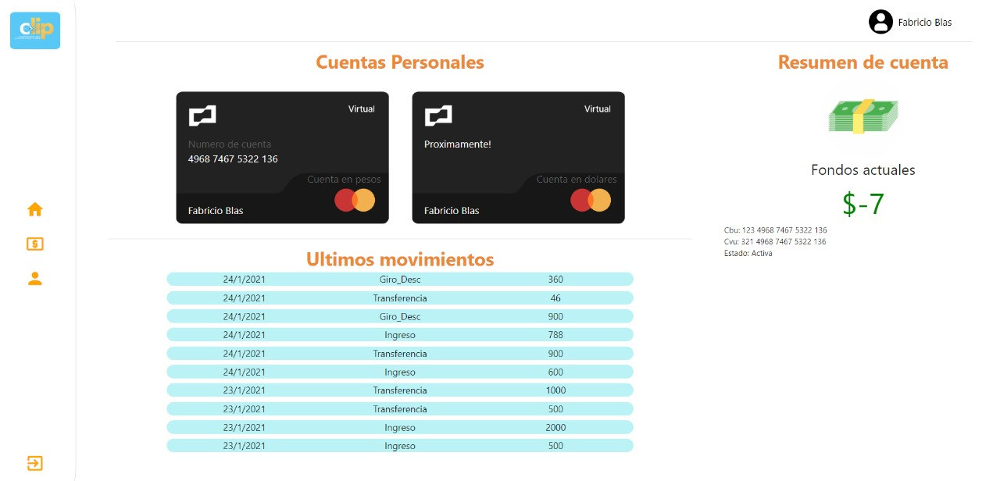 clip
Fabricio Blas
Cuentas Personales
Virtual
Numero de cuenta
4968 7467 5322 136
Cuenta en pesos
Fabricio Blas
Virtual
Proximamente!
Cuenta en dolares
Fabricio Blas
Ultimos movimientos
24/1/2021 Giro_Desc 360
24/1/2021 Transferencia 46
24/1/2021 Giro_Desc 900
24/1/2021 Ingreso 788
24/1/2021 Transferencia 900
24/1/2021 Ingreso 600
23/1/2021 Transferencia 1000
23/1/2021 Transferencia 500
23/1/2021 Ingreso 2000
23/1/2021 Ingreso 500
Resumen de cuenta
Fondos actuales
$-7
Cbu: 123 4968 7467 5322 136
Cvu: 321 4968 7467 5322 136
Estado: Activa